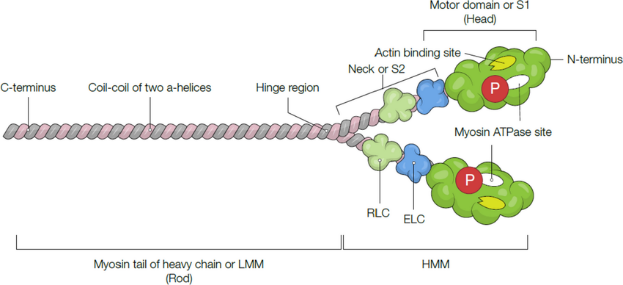 Motor domain or S1
(Head)
Actin binding site
N-terminus
Neck or S2
C-terminus
Coil-coil of two a-helices
Hinge region
P
Myosin ATPase site
P
RLC
ELC
Myosin tail of heavy chain or LMM
(Rod)
HMM